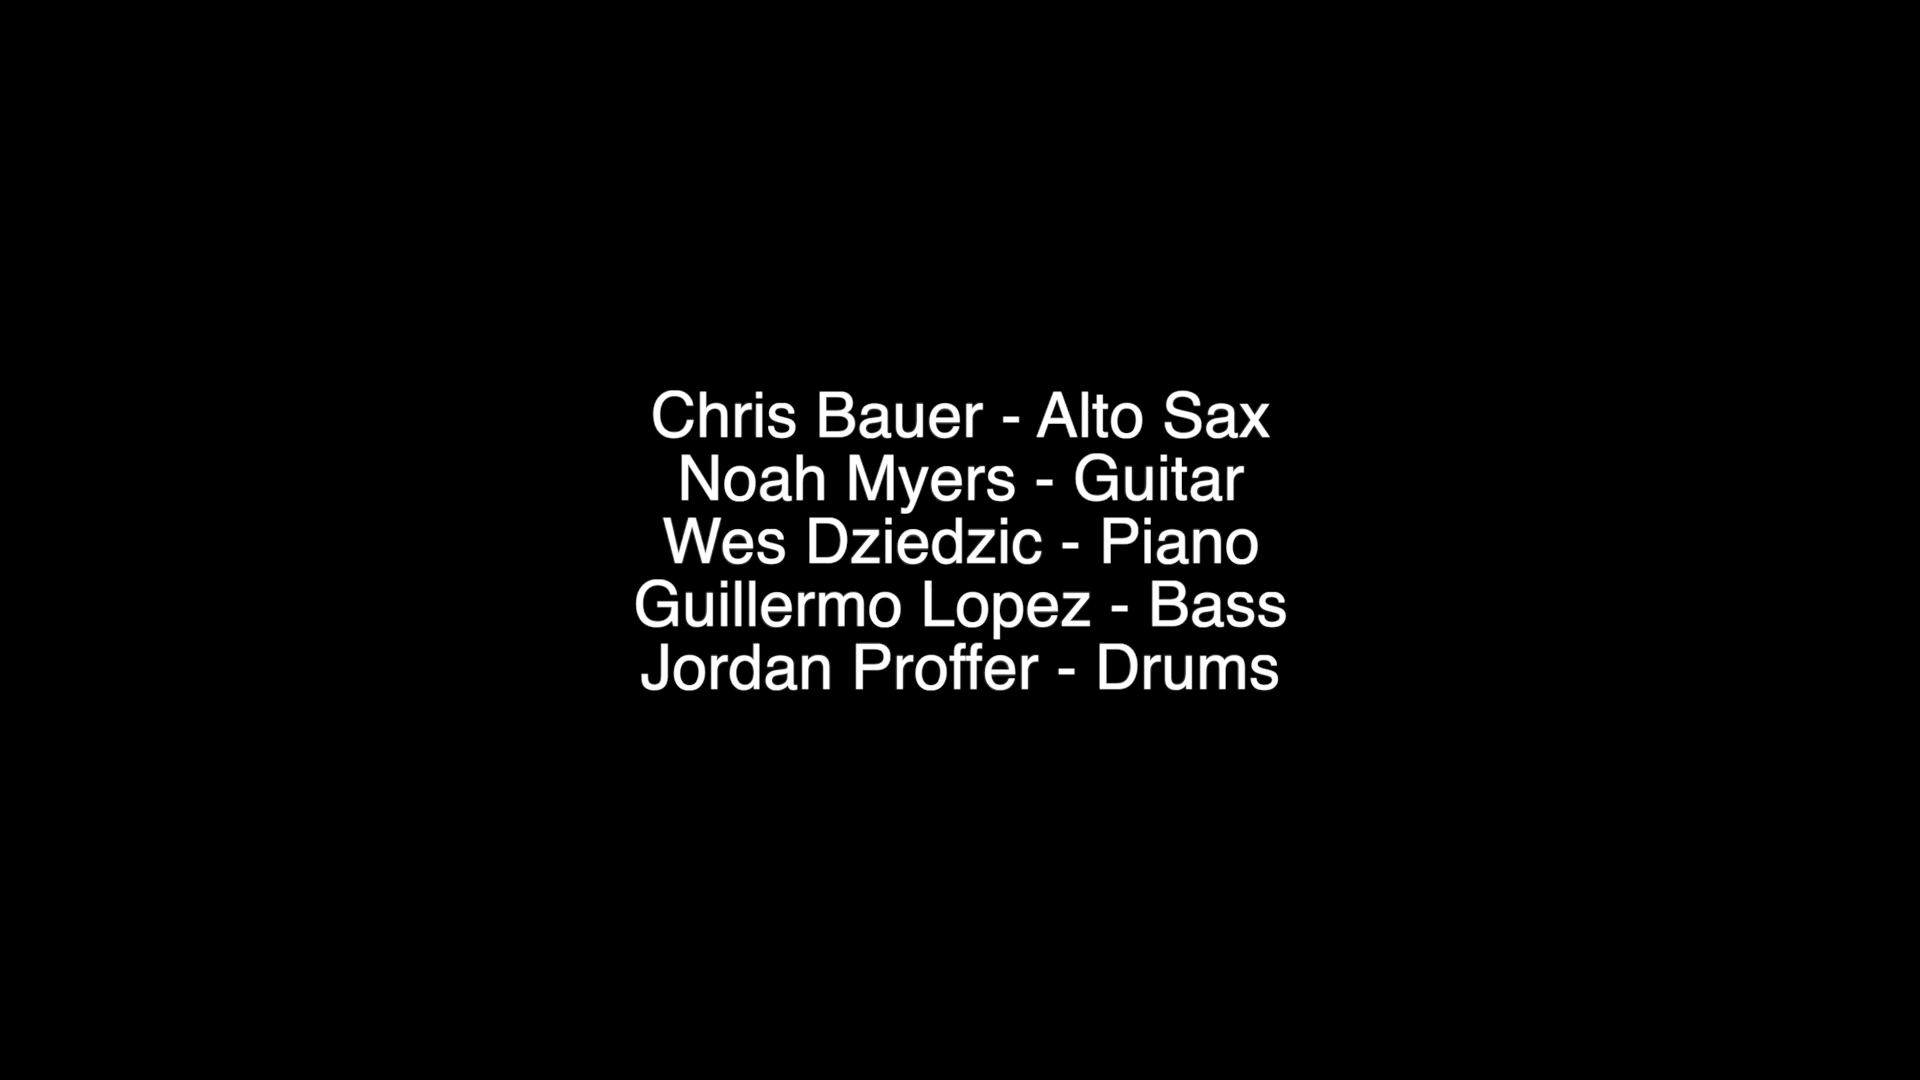 Chris Bauer - Alto Sax
Noah Myers - Guitar
Wes Dziedzic - Piano
Guillermo Lopez - Bass
Jordan Proffer - Drums